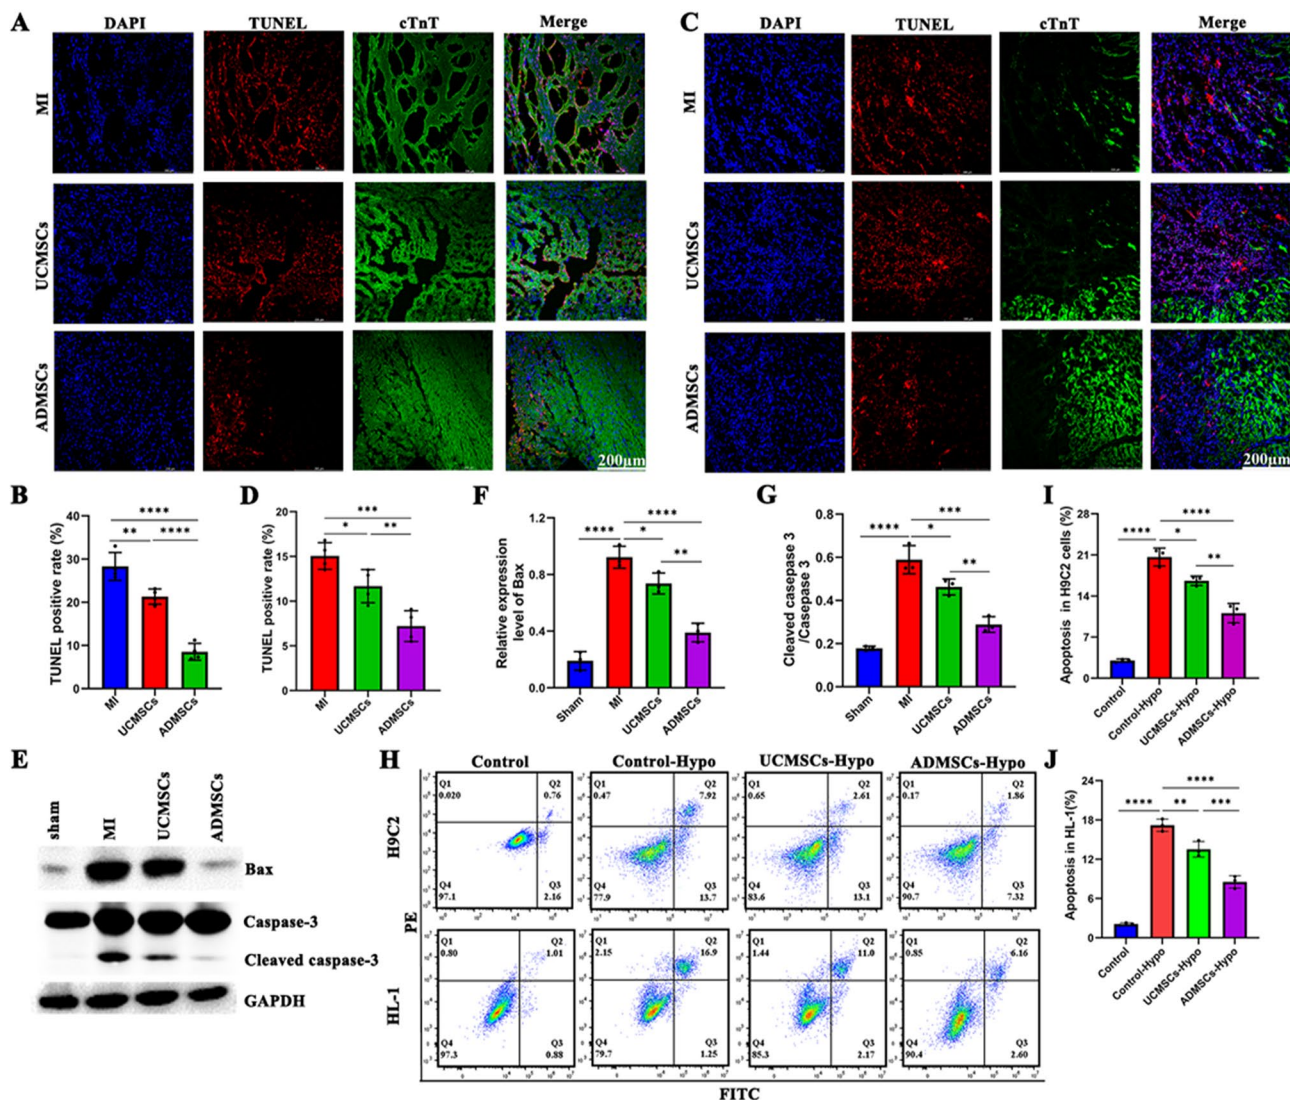 A
DAPI TUNEL cTnT Merge
MI
UCMSCs
ADMSCs
200μm
C
DAPI TUNEL cTnT Merge
MI
UCMSCs
ADMSCs
200μm
B
TUNEL positive rate (%)
40
30
20
10
0
**** ** ****
MI UCMSCs ADMSCs
D
TUNEL positive rate (%)
20
15
10
5
0
*** * **
MI UCMSCs ADMSCs
F
Relative expression
level of Bax
1.2
0.8
0.4
0.0
**** **** * **
Sham MI UCMSCs ADMSCs
G
Cleaved casepase 3
/Casepase 3
0.8
0.6
0.4
0.2
0.0
**** *** * **
Sham MI UCMSCs ADMSCs
I
Apoptosis in H9C2 cells (%)
28
21
14
7
0
**** **** * **
Control Control-Hypo UCMSCs-Hypo ADMSCs-Hypo
E
sham MI UCMSCs ADMSCs
Bax
Caspase-3
Cleaved caspase-3
GAPDH
H
Control Control-Hypo UCMSCs-Hypo ADMSCs-Hypo
H9C2
Q1 0.020 Q2 0.76 Q4 97.1 Q3 2.16
Q1 0.47 Q2 7.92 Q4 77.9 Q3 13.7
Q1 0.65 Q2 2.61 Q4 83.6 Q3 13.1
Q1 0.17 Q2 1.86 Q4 90.7 Q3 7.32
PE
HL-1
Q1 0.80 Q2 1.01 Q4 97.3 Q3 0.88
Q1 2.15 Q2 16.9 Q4 79.7 Q3 1.25
Q1 1.44 Q2 11.0 Q4 85.3 Q3 2.17
Q1 0.85 Q2 6.16 Q4 90.4 Q3 2.60
FITC
J
Apoptosis in HL-1(%)
24
18
12
6
0
**** **** ** ***
Control Control-Hypo UCMSCs-Hypo ADMSCs-Hypo